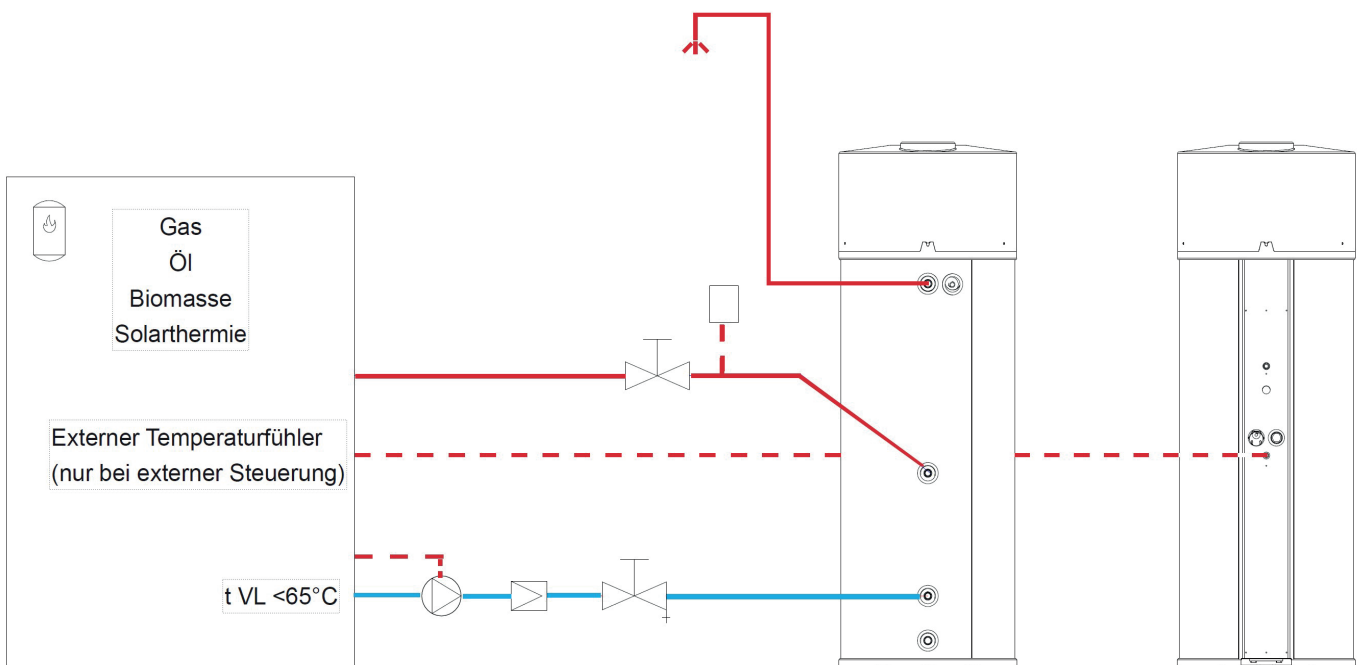 Gas
Öl
Biomasse
Solarthermie
Externer Temperaturfühler
(nur bei externer Steuerung)
t VL <65°C